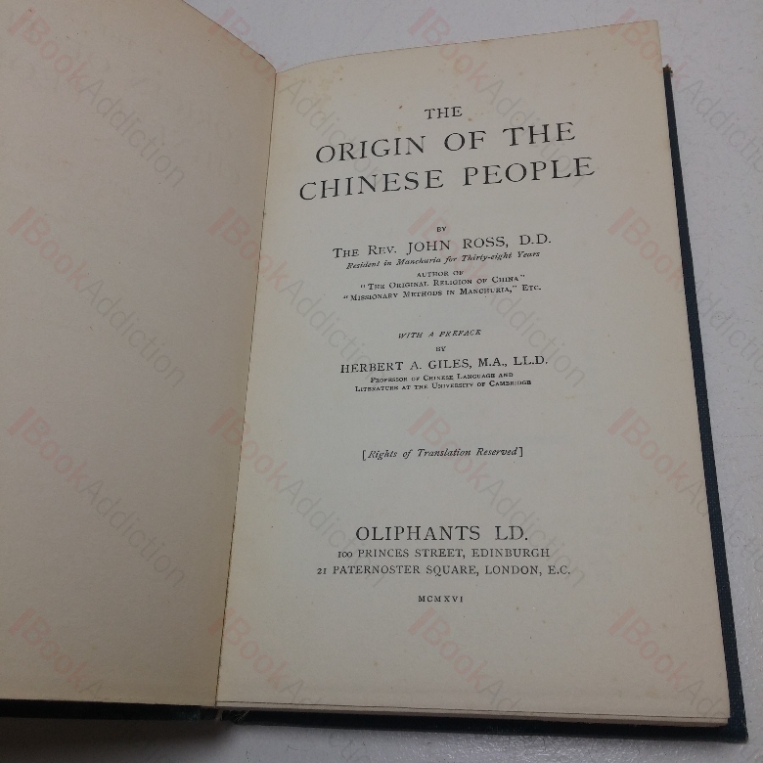 THE
ORIGIN OF THE
CHINESE PEOPLE
BY
THE REV. JOHN ROSS, D.D.
Resident in Manchuria for Thirty-eight Years
AUTHOR OF
"THE ORIGINAL RELIGION OF CHINA"
"MISSIONARY METHODS IN MANCHURIA," ETC.
WITH A PREFACE
BY
HERBERT A. GILES, M.A., LL.D.
PROFESSOR OF CHINESE LANGUAGE AND
LITERATURE AT THE UNIVERSITY OF CAMBRIDGE
[Rights of Translation Reserved]
OLIPHANTS LD.
100 PRINCES STREET, EDINBURGH
21 PATERNOSTER SQUARE, LONDON, E.C.
MCMXVI
BookAddiction